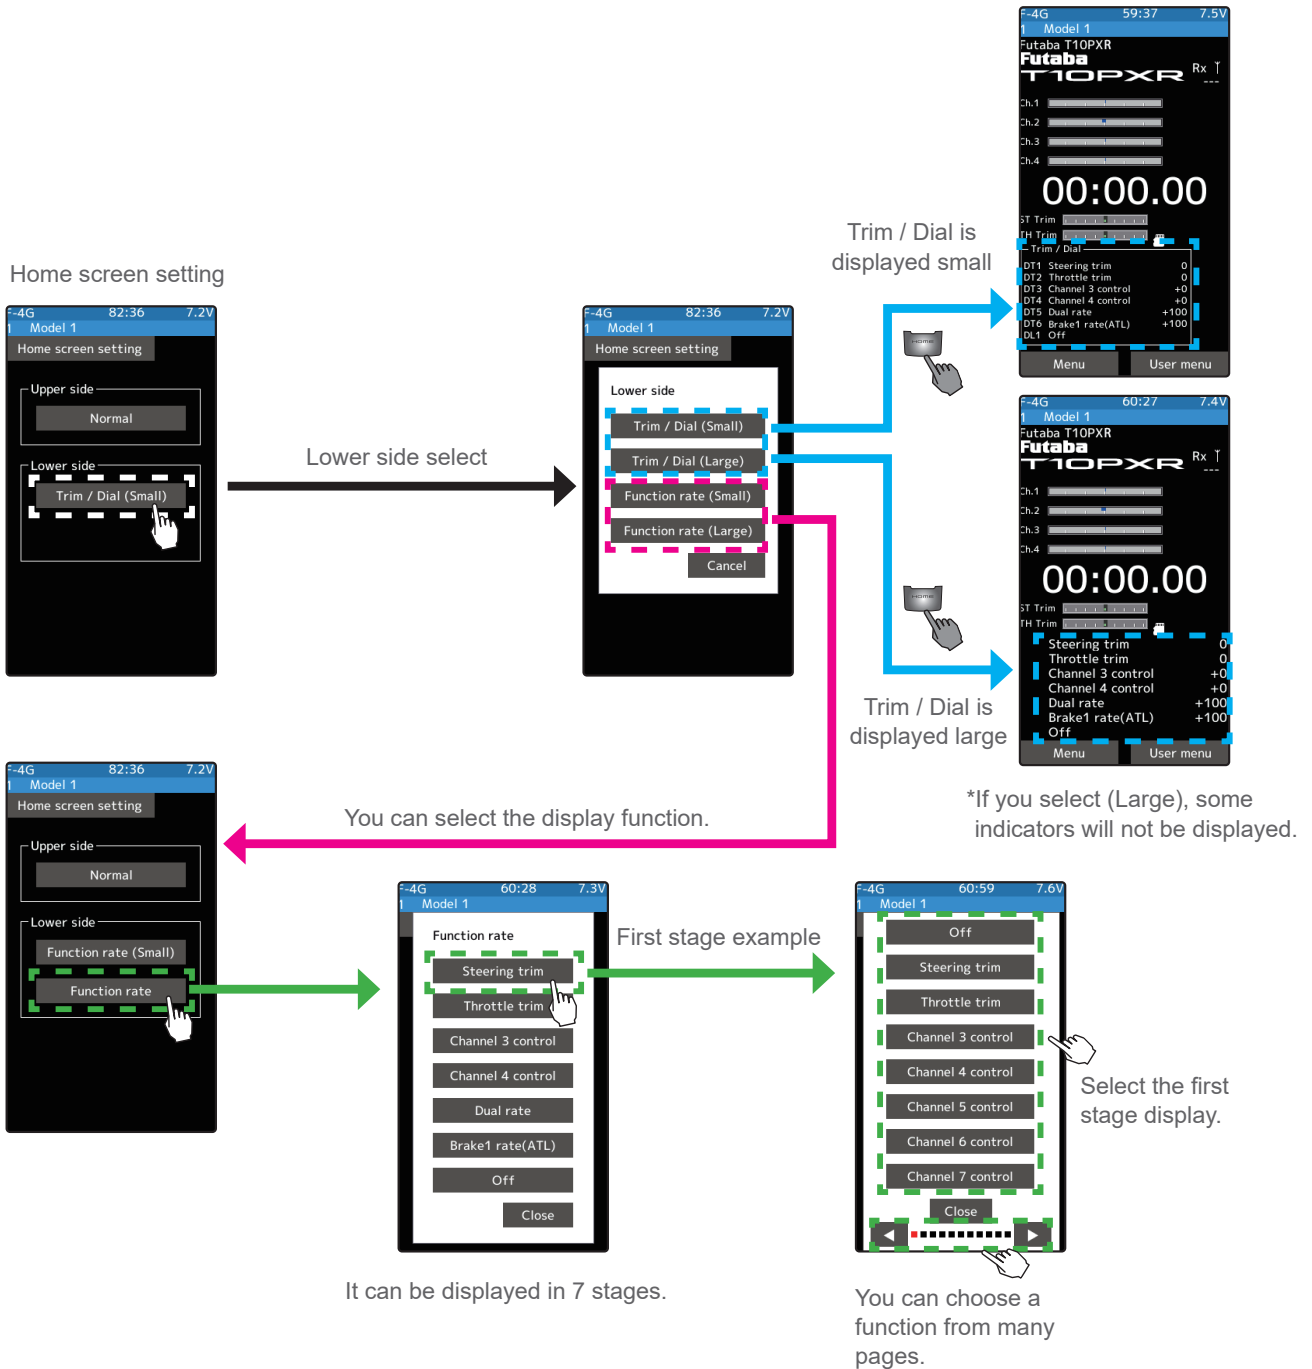 F-4G 59:37 7.5V
1 Model 1
Futaba T10PXR
Futaba
T10PXR
Rx
---
Ch.1
Ch.2
Ch.3
Ch.4
00:00.00
ST Trim
TH Trim
Trim / Dial
DT1 Steering trim 0
DT2 Throttle trim 0
DT3 Channel 3 control +0
DT4 Channel 4 control +0
DT5 Dual rate +100
DT6 Brake1 rate(ATL) +100
DL1 Off
Menu User menu
Trim / Dial is
displayed small
HOME
Home screen setting
F-4G 82:36 7.2V
1 Model 1
Home screen setting
Upper side
Normal
Lower side
Trim / Dial (Small)
Lower side select
F-4G 82:36 7.2V
1 Model 1
Home screen setting
Lower side
Trim / Dial (Small)
Trim / Dial (Large)
Function rate (Small)
Function rate (Large)
Cancel
F-4G 60:27 7.4V
1 Model 1
Futaba T10PXR
Futaba
T10PXR
Rx
---
Ch.1
Ch.2
Ch.3
Ch.4
00:00.00
ST Trim
TH Trim
Steering trim 0
Throttle trim 0
Channel 3 control +0
Channel 4 control +0
Dual rate +100
Brake1 rate(ATL) +100
Off
Menu User menu
HOME
Trim / Dial is
displayed large
*If you select (Large), some
indicators will not be displayed.
You can select the display function.
F-4G 82:36 7.2V
1 Model 1
Home screen setting
Upper side
Normal
Lower side
Function rate (Small)
Function rate
F-4G 60:28 7.3V
1 Model 1
Function rate
Steering trim
Throttle trim
Channel 3 control
Channel 4 control
Dual rate
Brake1 rate(ATL)
Off
Close
It can be displayed in 7 stages.
First stage example
F-4G 60:59 7.6V
1 Model 1
Off
Steering trim
Throttle trim
Channel 3 control
Channel 4 control
Channel 5 control
Channel 6 control
Channel 7 control
Close
Select the first
stage display.
You can choose a
function from many
pages.